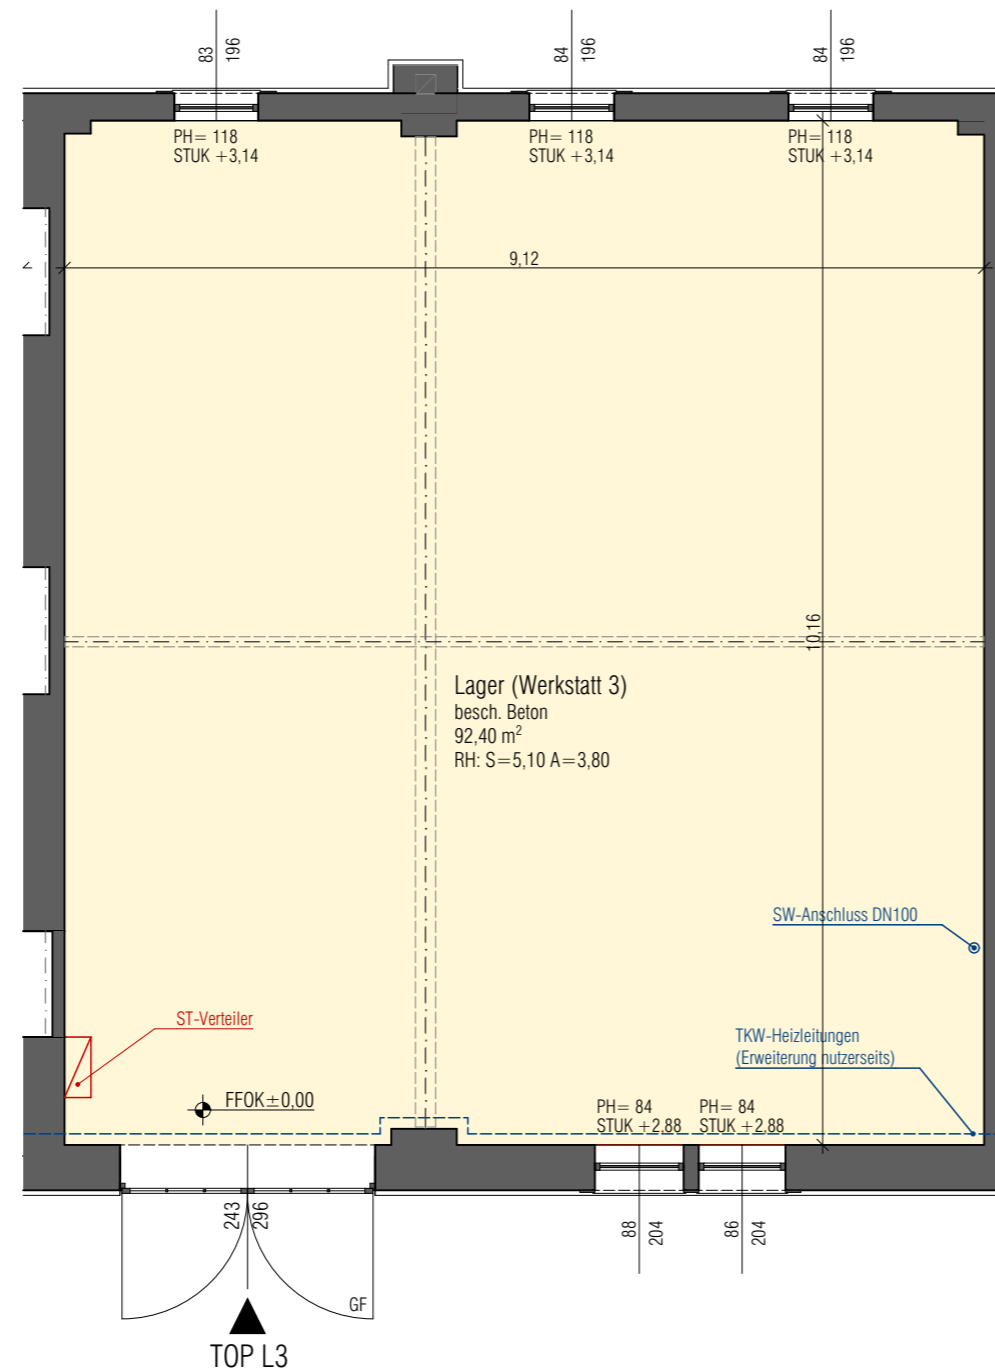 83
196
84
196
84
196
PH= 118
STUK +3,14
PH= 118
STUK +3,14
PH= 118
STUK +3,14
9,12
10,16
Lager (Werkstatt 3)
besch. Beton
92,40 m²
RH: S=5,10 A=3,80
SW-Anschluss DN100
ST-Verteiler
TKW-Heizleitungen
(Erweiterung nutzerseits)
FFOK±0,00
PH= 84
STUK +2,88
PH= 84
STUK +2,88
243
296
88
204
86
204
GF
TOP L3